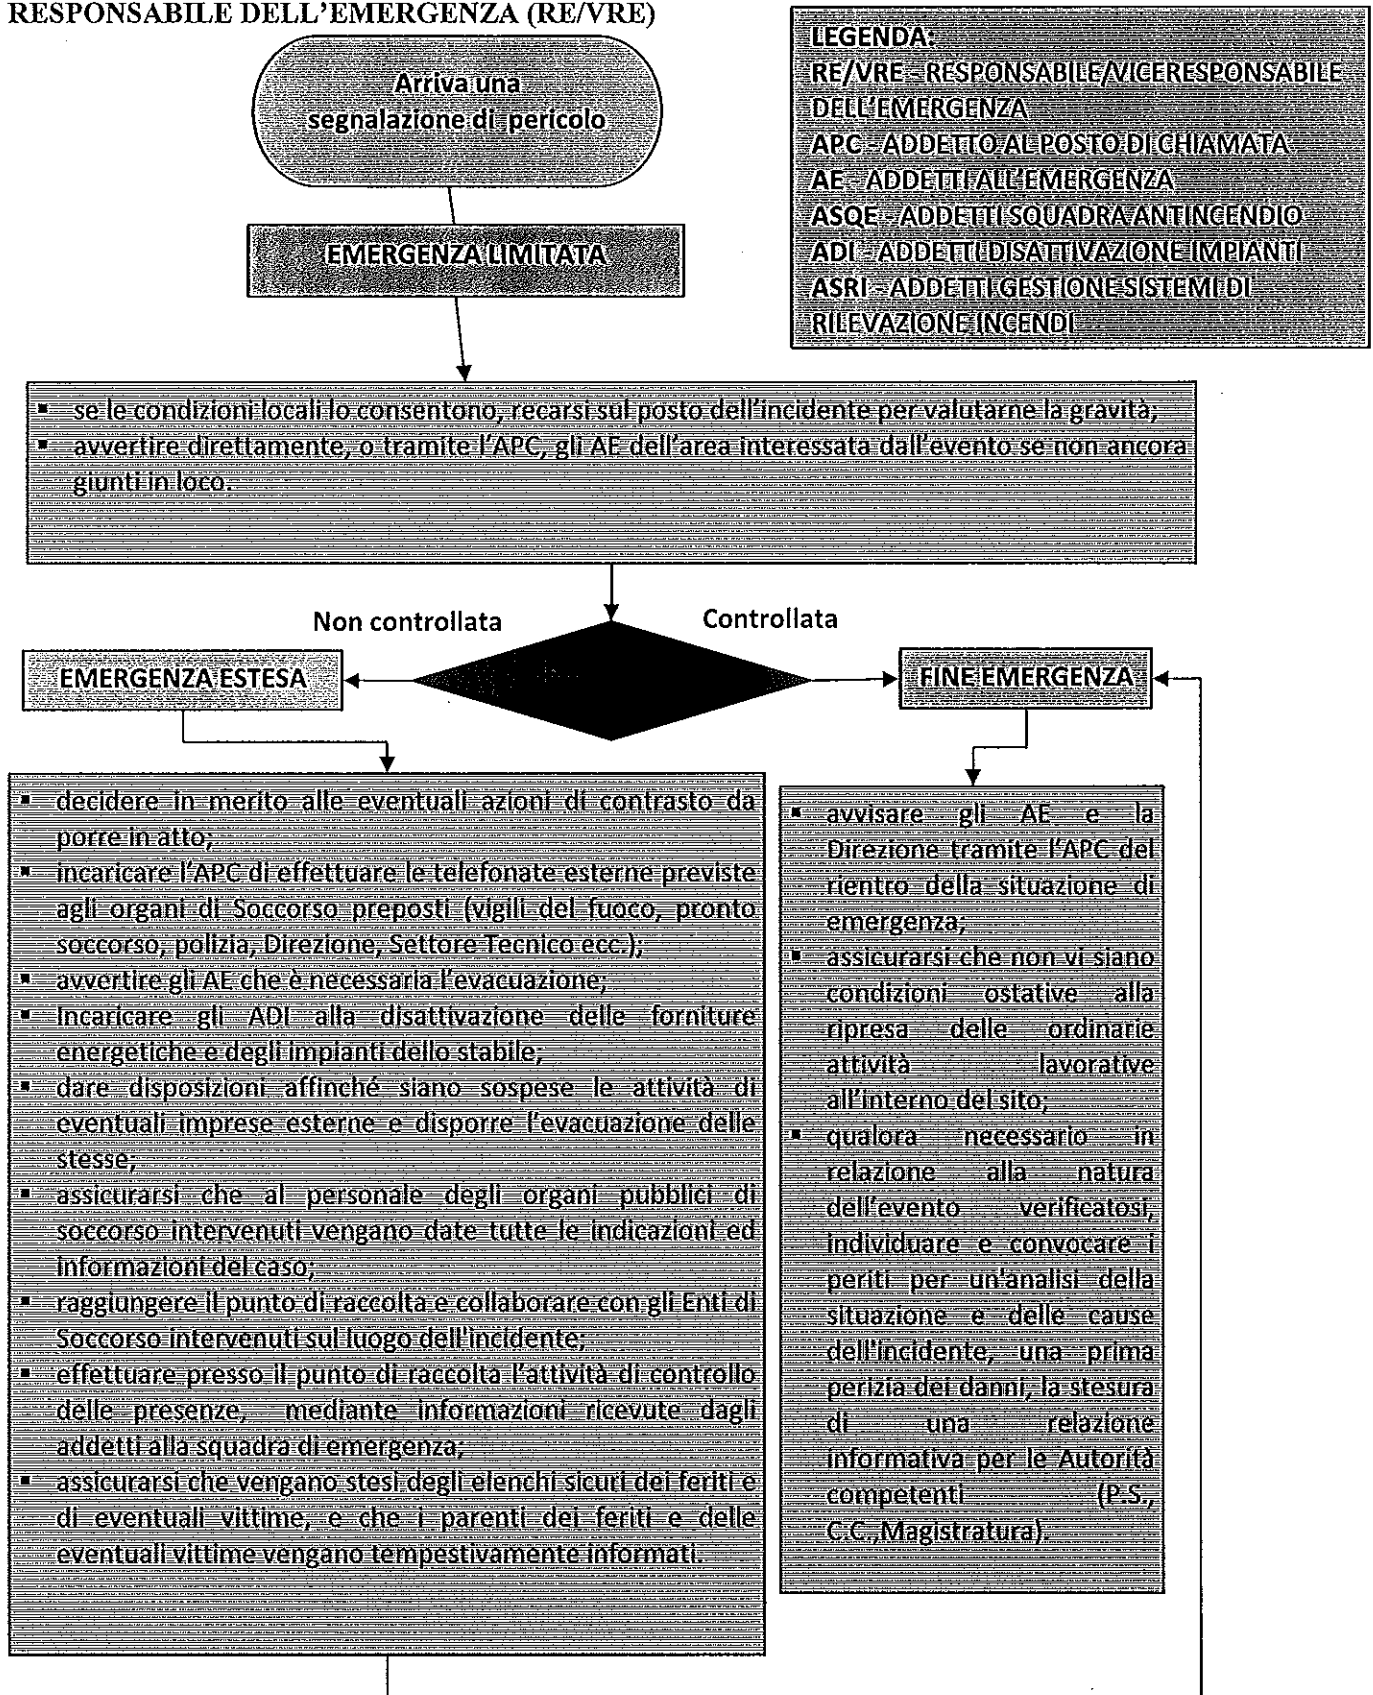 RESPONSABILE DELL'EMERGENZA (RE/VRE)
Arriva una
segnalazione di pericolo
LEGENDA:
RE/VRE - RESPONSABILE/VICERESPONSABILE
DELL'EMERGENZA
APC - ADDETTO AL POSTO DI CHIAMATA
AE - ADDETTI ALL'EMERGENZA
ASQE - ADDETTI SQUADRA ANTINCENDIO
ADI - ADDETTI DISATTIVAZIONE IMPIANTI
ASRI - ADDETTI GESTIONE SISTEMI DI
RILEVAZIONE INCENDI
EMERGENZA LIMITATA
▪ se le condizioni locali lo consentono, recarsi sul posto dell'incidente per valutarne la gravità;
▪ avvertire direttamente, o tramite l'APC, gli AE dell'area interessata dall'evento se non ancora
giunti in loco.
Non controllata
Controllata
EMERGENZA ESTESA
FINE EMERGENZA
▪ decidere in merito alle eventuali azioni di contrasto da
porre in atto;
▪ incaricare l'APC di effettuare le telefonate esterne previste
agli organi di Soccorso preposti (vigili del fuoco, pronto
soccorso, polizia, Direzione, Settore Tecnico ecc.);
▪ avvertire gli AE che è necessaria l'evacuazione;
▪ Incaricare gli ADI alla disattivazione delle forniture
energetiche e degli impianti dello stabile;
▪ dare disposizioni affinché siano sospese le attività di
eventuali imprese esterne e disporre l'evacuazione delle
stesse;
▪ assicurarsi che al personale degli organi pubblici di
soccorso intervenuti vengano date tutte le indicazioni ed
informazioni del caso;
▪ raggiungere il punto di raccolta e collaborare con gli Enti di
Soccorso intervenuti sul luogo dell'incidente;
▪ effettuare presso il punto di raccolta l'attività di controllo
delle presenze, mediante informazioni ricevute dagli
addetti alla squadra di emergenza;
▪ assicurarsi che vengano stesi degli elenchi sicuri dei feriti e
di eventuali vittime, e che i parenti dei feriti e delle
eventuali vittime vengano tempestivamente informati.
▪ avvisare gli AE e la
Direzione tramite l'APC del
rientro della situazione di
emergenza;
▪ assicurarsi che non vi siano
condizioni ostative alla
ripresa delle ordinarie
attività lavorative
all'interno del sito;
▪ qualora necessario in
relazione alla natura
dell'evento verificatosi,
individuare e convocare i
periti per un'analisi della
situazione e delle cause
dell'incidente, una prima
perizia dei danni, la stesura
di una relazione
informativa per le Autorità
competenti (P.S.,
C.C.,Magistratura).